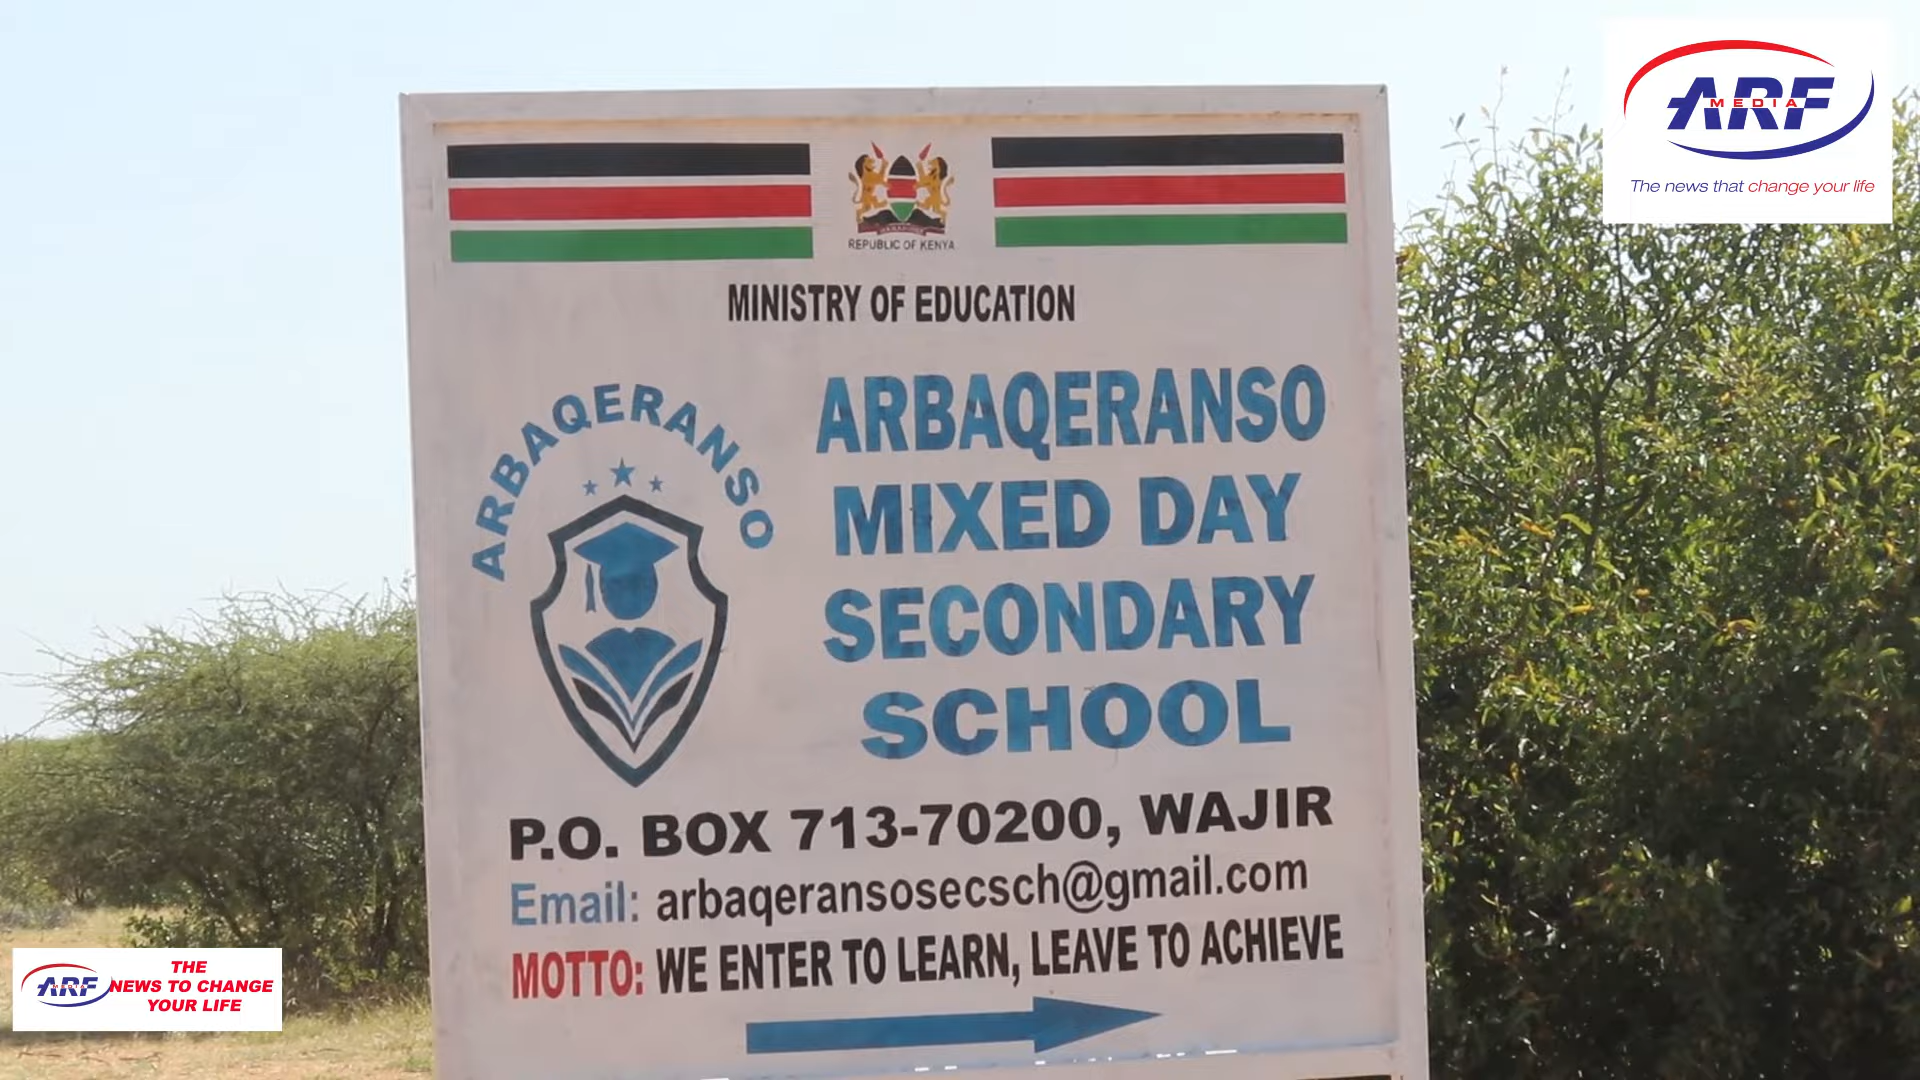 ARF
MEDIA
The news that change your life
REPUBLIC OF KENYA
MINISTRY OF EDUCATION
ARBAQERANSO
ARBAQERANSO
MIXED DAY
SECONDARY
SCHOOL
P.O. BOX 713-70200, WAJIR
Email: arbaqeransosecsch@gmail.com
MOTTO: WE ENTER TO LEARN, LEAVE TO ACHIEVE
ARF
MEDIA
THE
NEWS TO CHANGE
YOUR LIFE